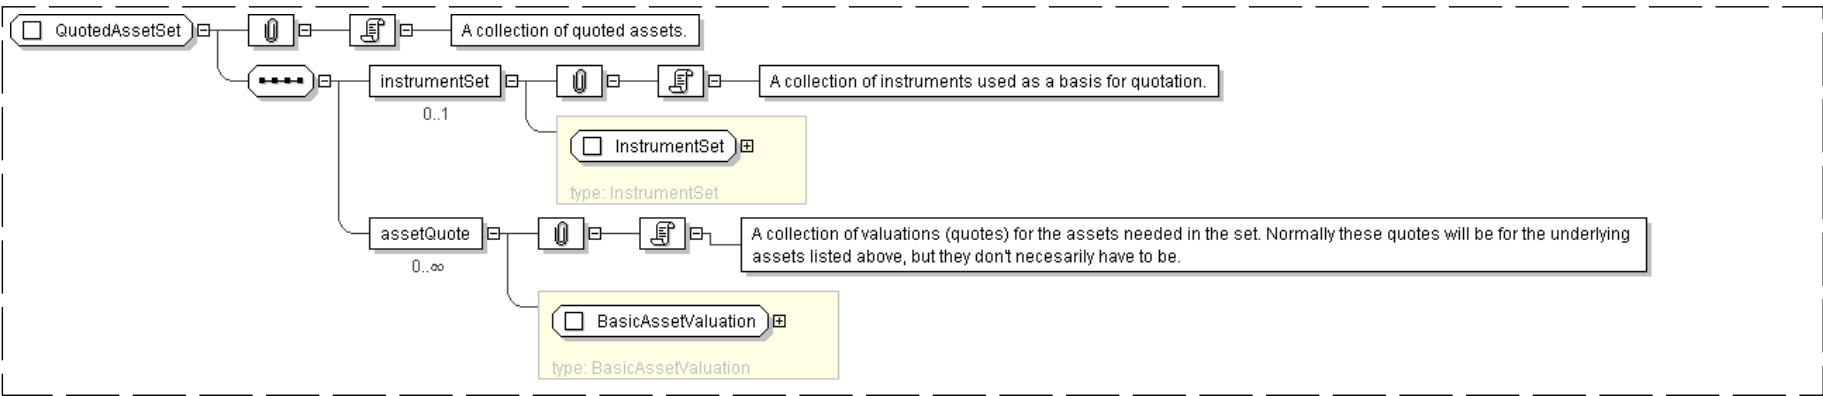 QuotedAssetSet
A collection of quoted assets.
instrumentSet
A collection of instruments used as a basis for quotation.
0..1
InstrumentSet
type: InstrumentSet
assetQuote
A collection of valuations (quotes) for the assets needed in the set. Normally these quotes will be for the underlying
assets listed above, but they don't necesarily have to be.
0..∞
BasicAssetValuation
type: BasicAssetValuation